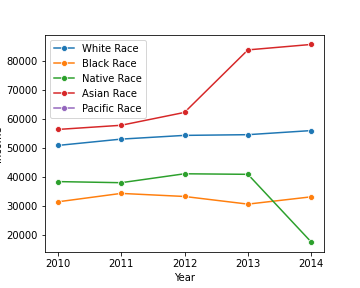 White Race
Black Race
Native Race
Asian Race
Pacific Race
80000
70000
60000
50000
40000
30000
20000
2010 2011 2012 2013 2014
Year